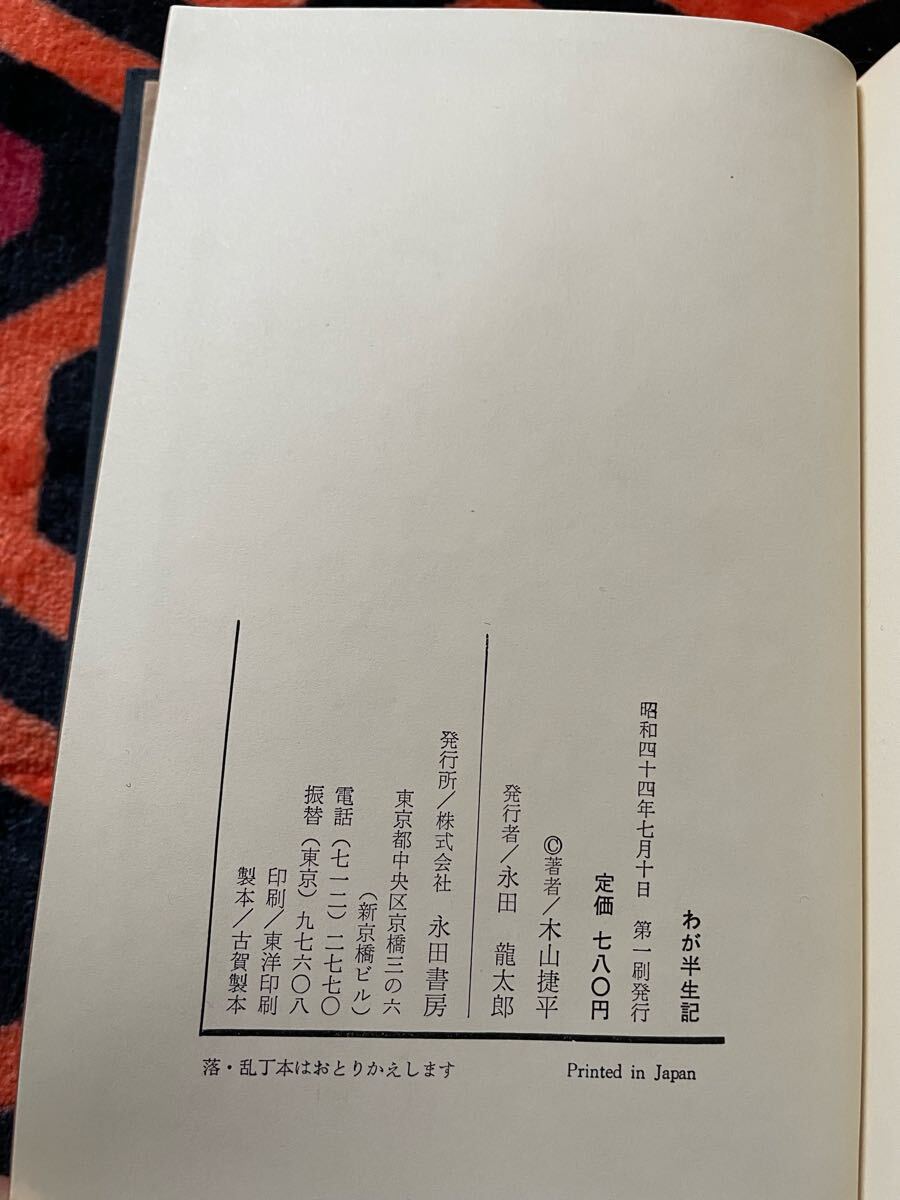 わが半生記
昭和四十四年七月十日　第一刷発行
定価　七八〇円
©著者/木山捷平
発行者/永田　龍太郎
発行所/株式会社　永田書房
東京都中央区京橋三の六
（新京橋ビル）
電話（七一二）二七七〇
振替（東京）九七六〇八
印刷/東洋印刷
製本/古賀製本
落・乱丁本はおとりかえします
Printed in Japan